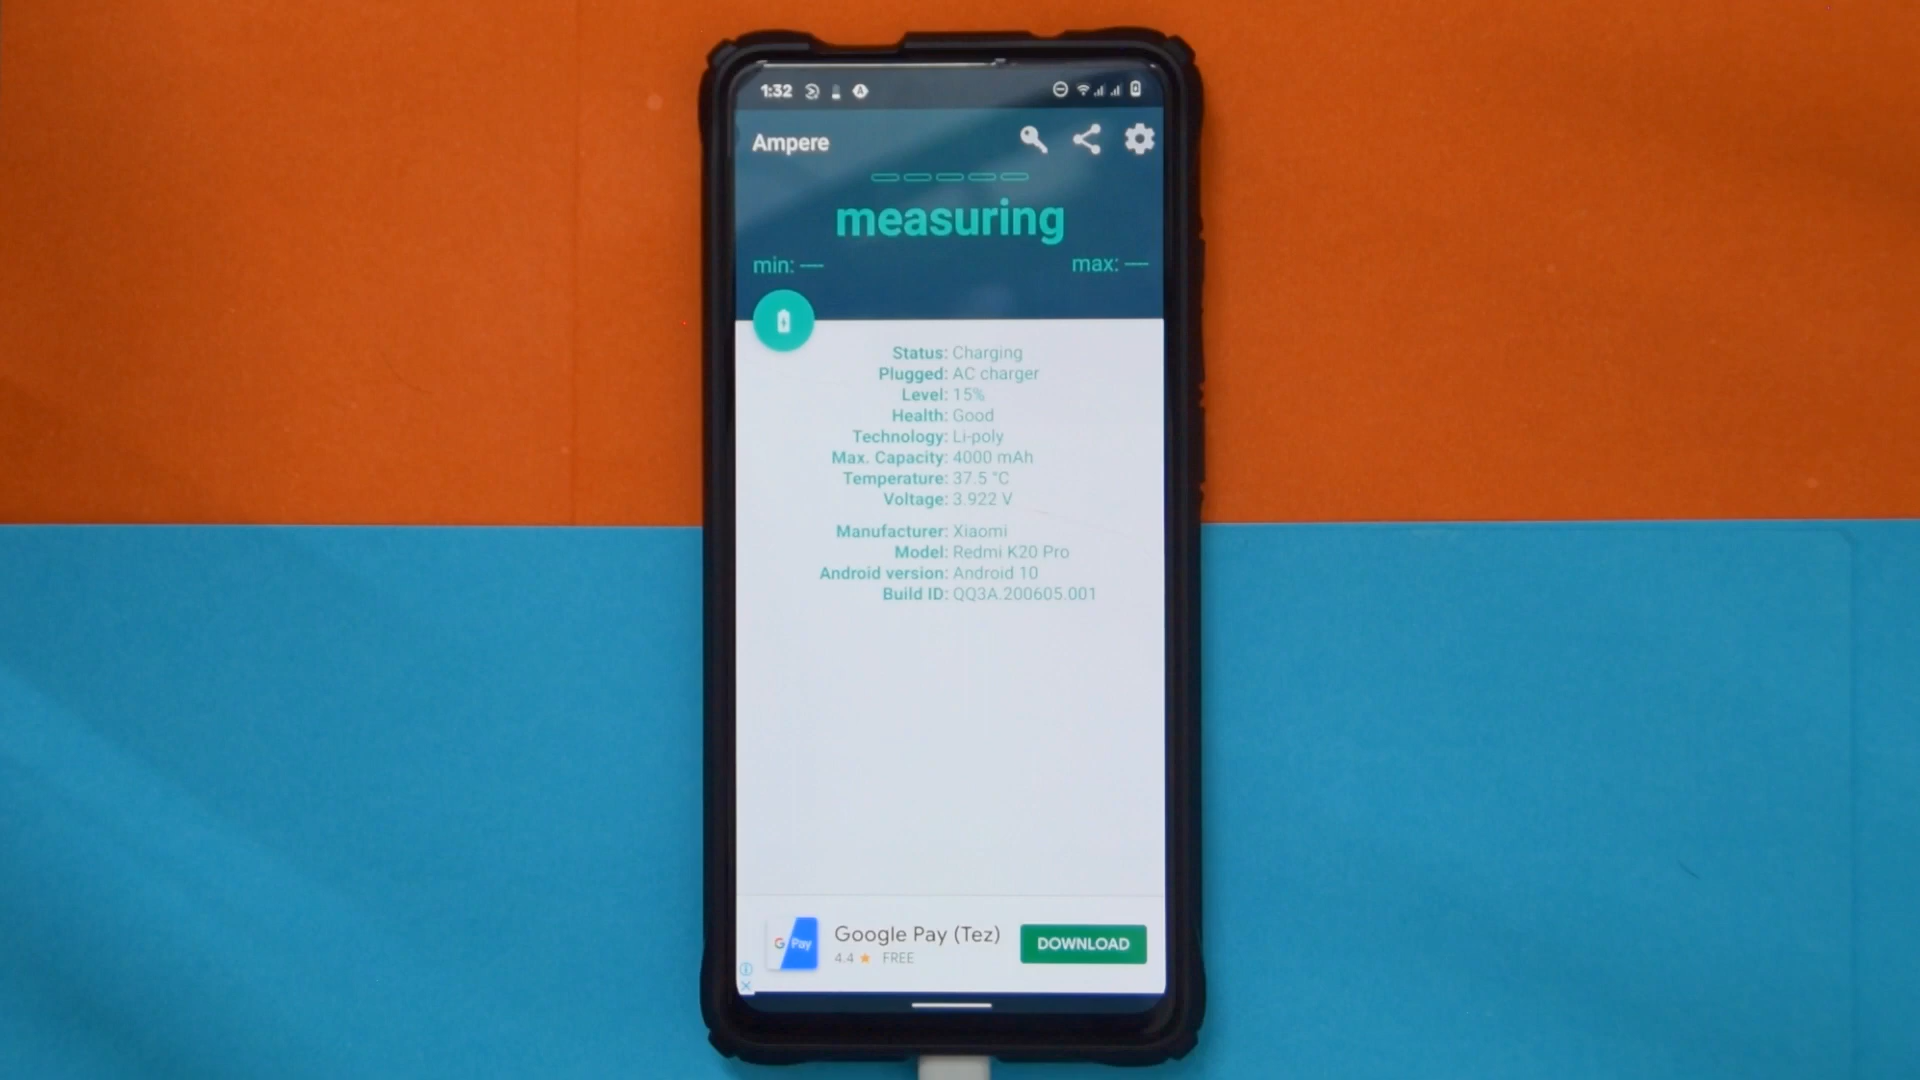 1:32
Ampere
measuring
min: —
max: —
Status: Charging
Plugged: AC charger
Level: 15%
Health: Good
Technology: Li-poly
Max. Capacity: 4000 mAh
Temperature: 37.5 °C
Voltage: 3.922 V
Manufacturer: Xiaomi
Model: Redmi K20 Pro
Android version: Android 10
Build ID: QQ3A.200605.001
G Pay
Google Pay (Tez)
4.4 ★ FREE
DOWNLOAD